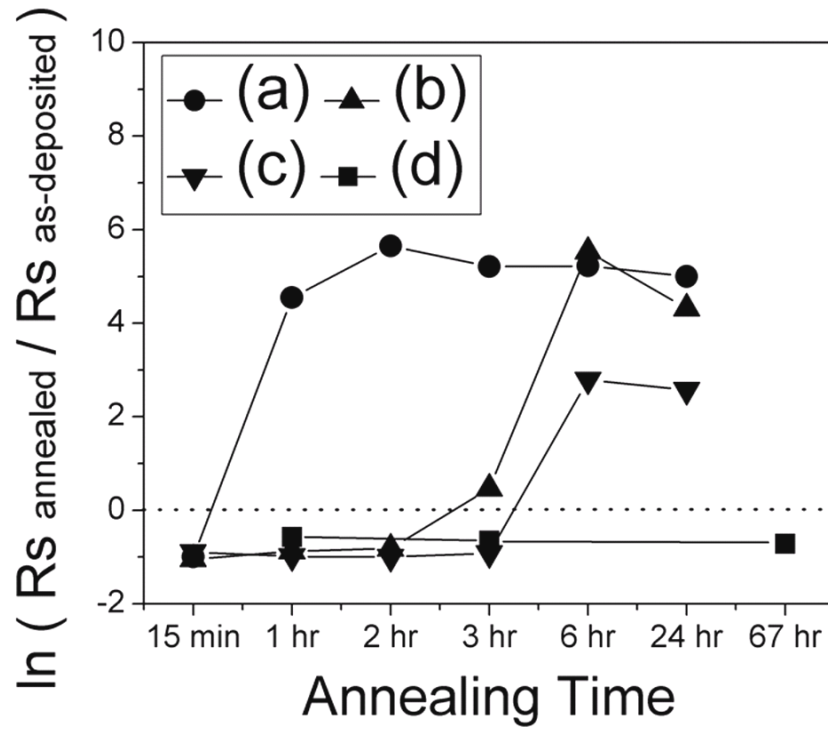 ln ( Rs annealed / Rs as-deposited )
10
8
6
4
2
0
-2
(a) (b)
(c) (d)
15 min 1 hr 2 hr 3 hr 6 hr 24 hr 67 hr
Annealing Time